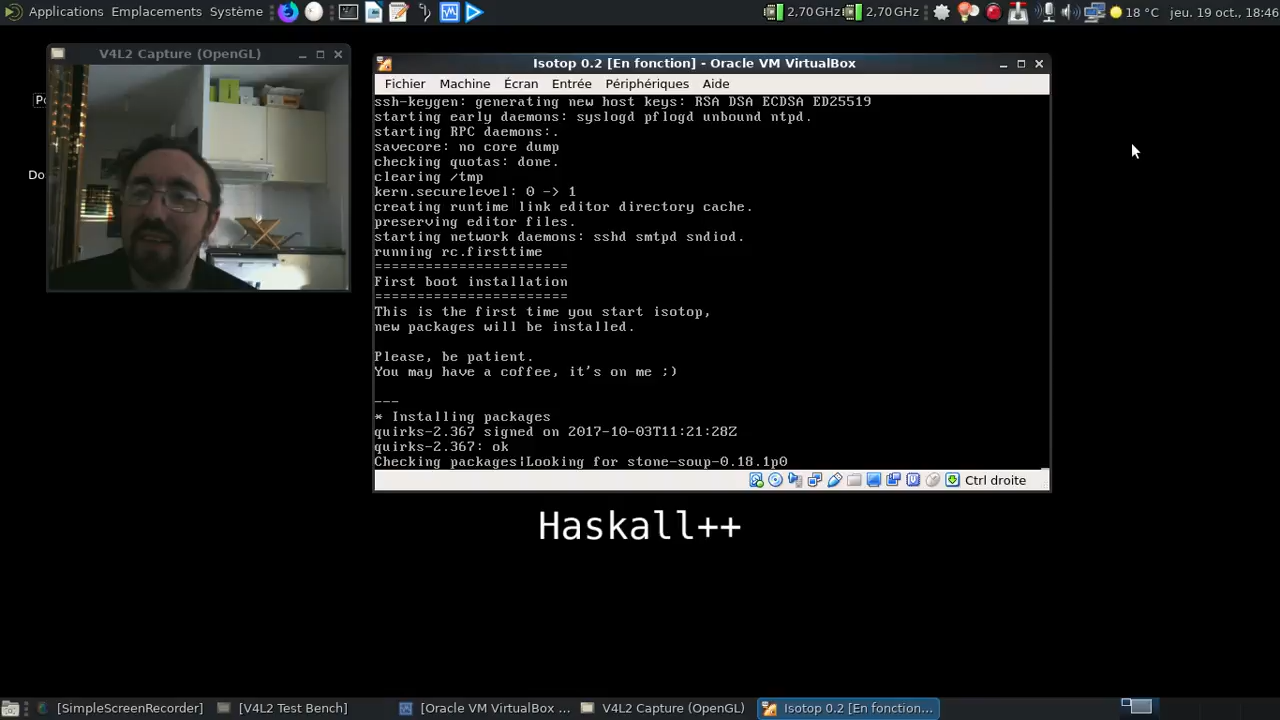 Applications Emplacements Système
2,70 GHz 2,70 GHz 18 °C jeu. 19 oct., 18:46
V4L2 Capture (OpenGL)
Isotop 0.2 [En fonction] - Oracle VM VirtualBox
Fichier Machine Écran Entrée Périphériques Aide
ssh-keygen: generating new host keys: RSA DSA ECDSA ED25519
starting early daemons: syslogd pflogd unbound ntpd.
starting RPC daemons:.
savecore: no core dump
checking quotas: done.
clearing /tmp
kern.securelevel: 0 -> 1
creating runtime link editor directory cache.
preserving editor files.
starting network daemons: sshd smtpd sndiod.
running rc.firsttime
=======================
First boot installation
=======================
This is the first time you start isotop,
new packages will be installed.
Please, be patient.
You may have a coffee, it's on me ;)
---
* Installing packages
quirks-2.367 signed on 2017-10-03T11:21:28Z
quirks-2.367: ok
Checking packages|Looking for stone-soup-0.18.1p0
Ctrl droite
Po
Do
Haskall++
[SimpleScreenRecorder] [V4L2 Test Bench] [Oracle VM VirtualBox ... V4L2 Capture (OpenGL) Isotop 0.2 [En fonction...